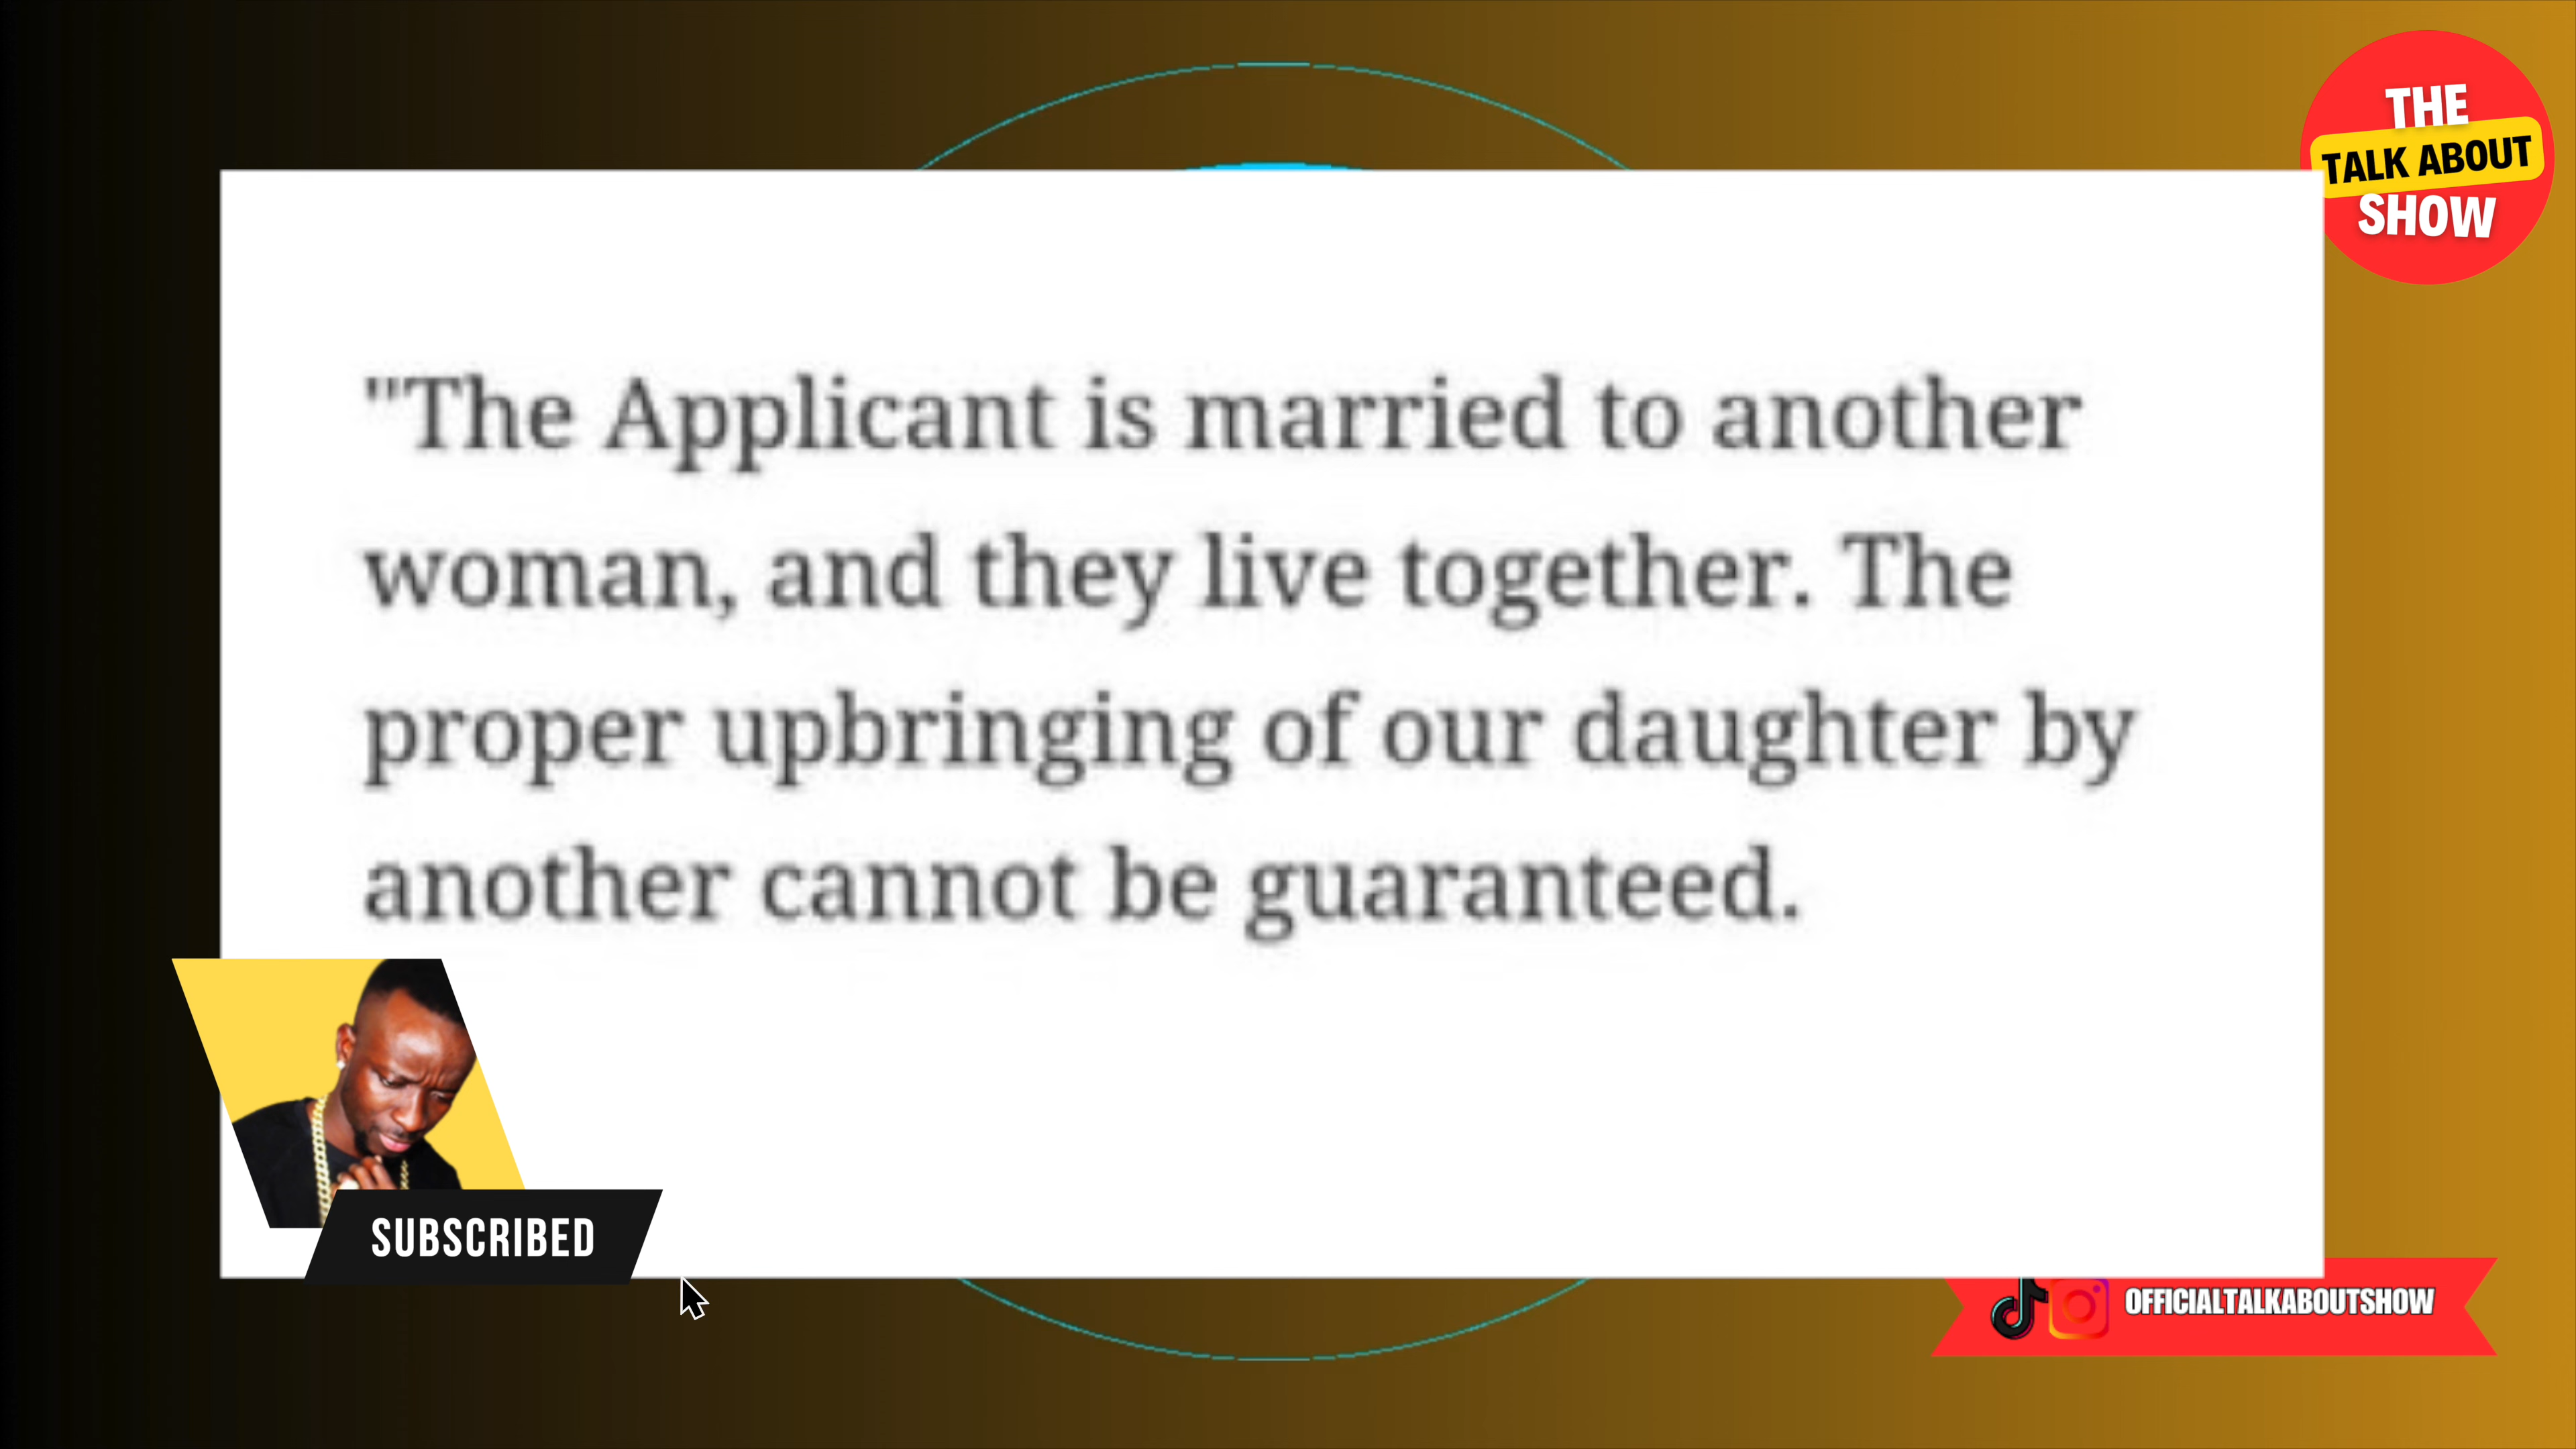 THE
TALK ABOUT
SHOW
"The Applicant is married to another
woman, and they live together. The
proper upbringing of our daughter by
another cannot be guaranteed.
SUBSCRIBED
OFFICIALTALKABOUTSHOW